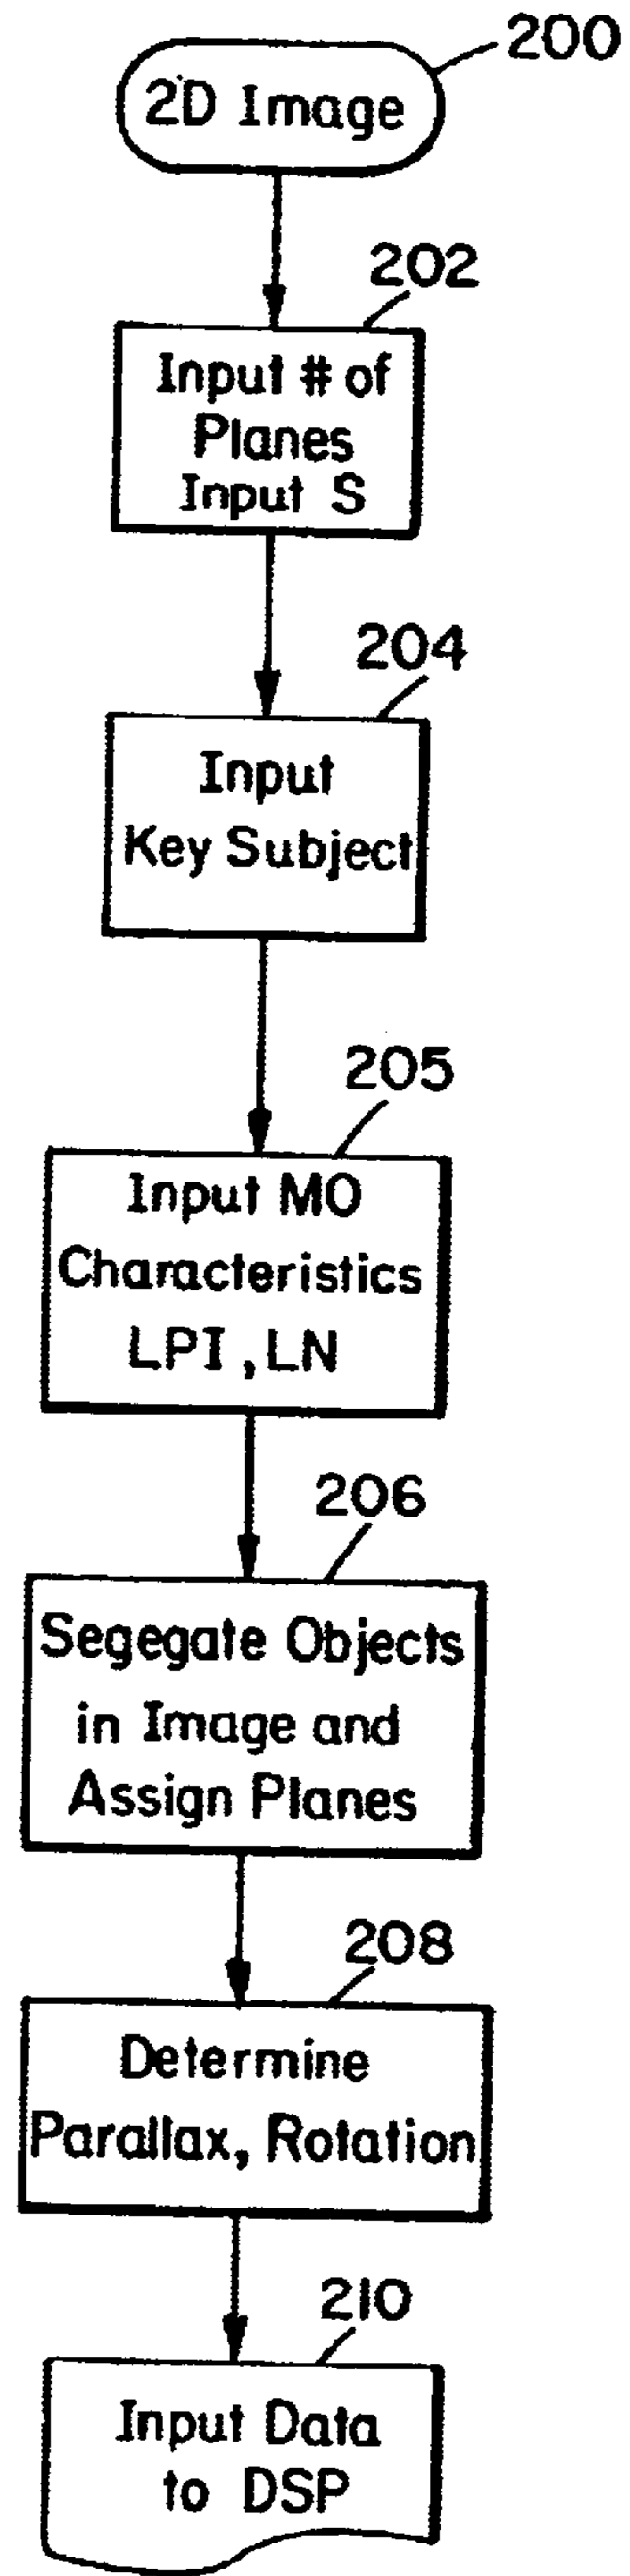 200
2D Image
202
Input # of
Planes
Input S
204
Input
Key Subject
205
Input MO
Characteristics
LPI, LN
206
Segegate Objects
in Image and
Assign Planes
208
Determine
Parallax, Rotation
210
Input Data
to DSP